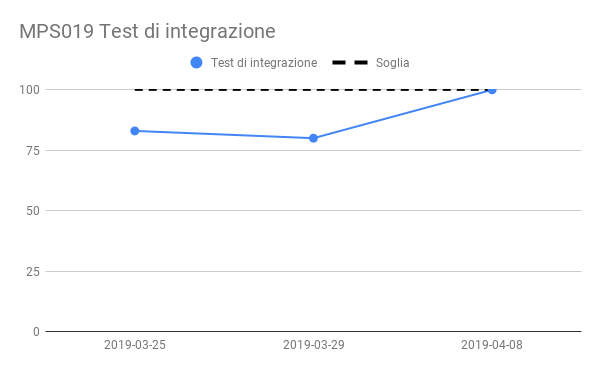 MPS019 Test di integrazione
Test di integrazione Soglia
100
75
50
25
0
2019-03-25 2019-03-29 2019-04-08